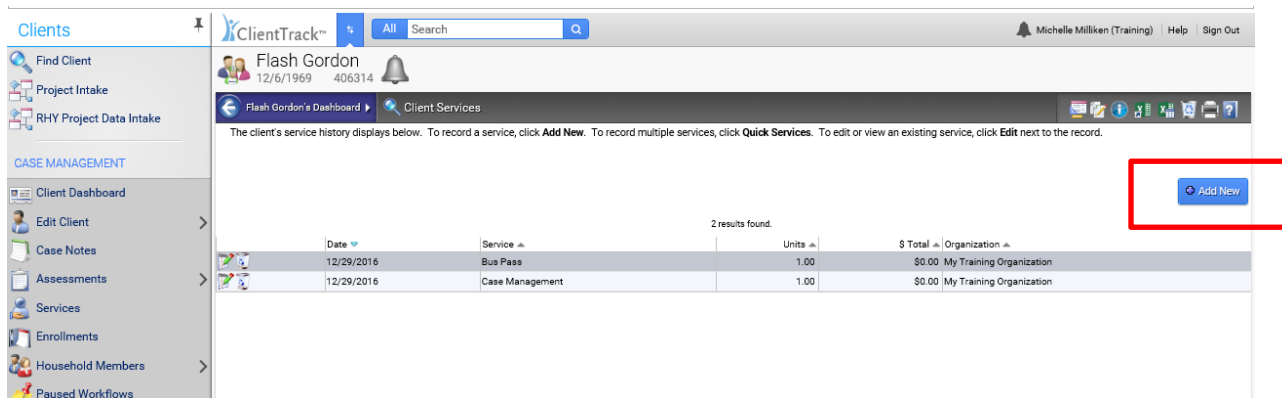 Clients
ClientTrack™
All Search
Michelle Milliken (Training) Help Sign Out
Find Client
Project Intake
RHY Project Data Intake
CASE MANAGEMENT
Client Dashboard
Edit Client
Case Notes
Assessments
Services
Enrollments
Household Members
Paused Workflows
Flash Gordon
12/6/1969 406314
Flash Gordon's Dashboard Client Services
The client's service history displays below. To record a service, click Add New. To record multiple services, click Quick Services. To edit or view an existing service, click Edit next to the record.
Add New
2 results found.
Date Service Units $ Total Organization
12/29/2016 Bus Pass 1.00 $0.00 My Training Organization
12/29/2016 Case Management 1.00 $0.00 My Training Organization